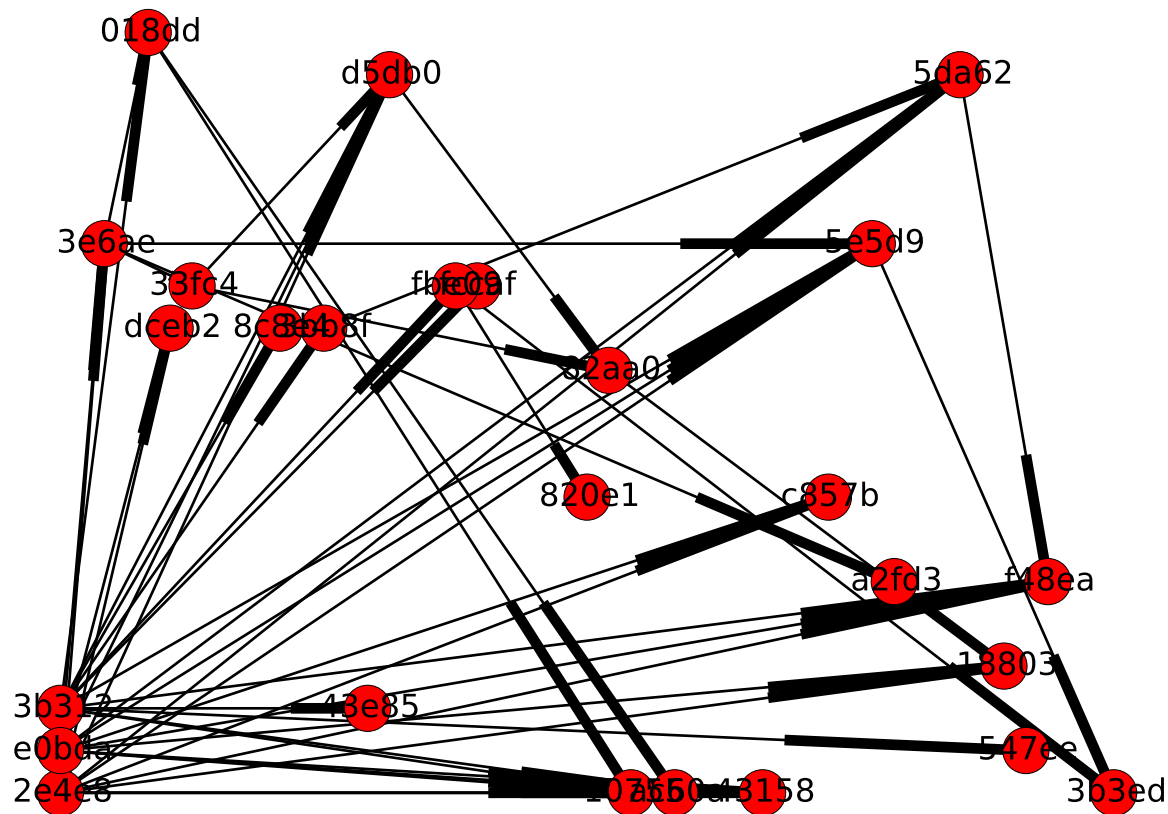 018dd
d5db0
5da62
3e6ae
5e5d9
33fc4
dceb2
82aa0
820e1
c857b
a2fd3
f48ea
18803
3b312
43e85
e0bda
547ee
2e4e8
43158
3b3ed